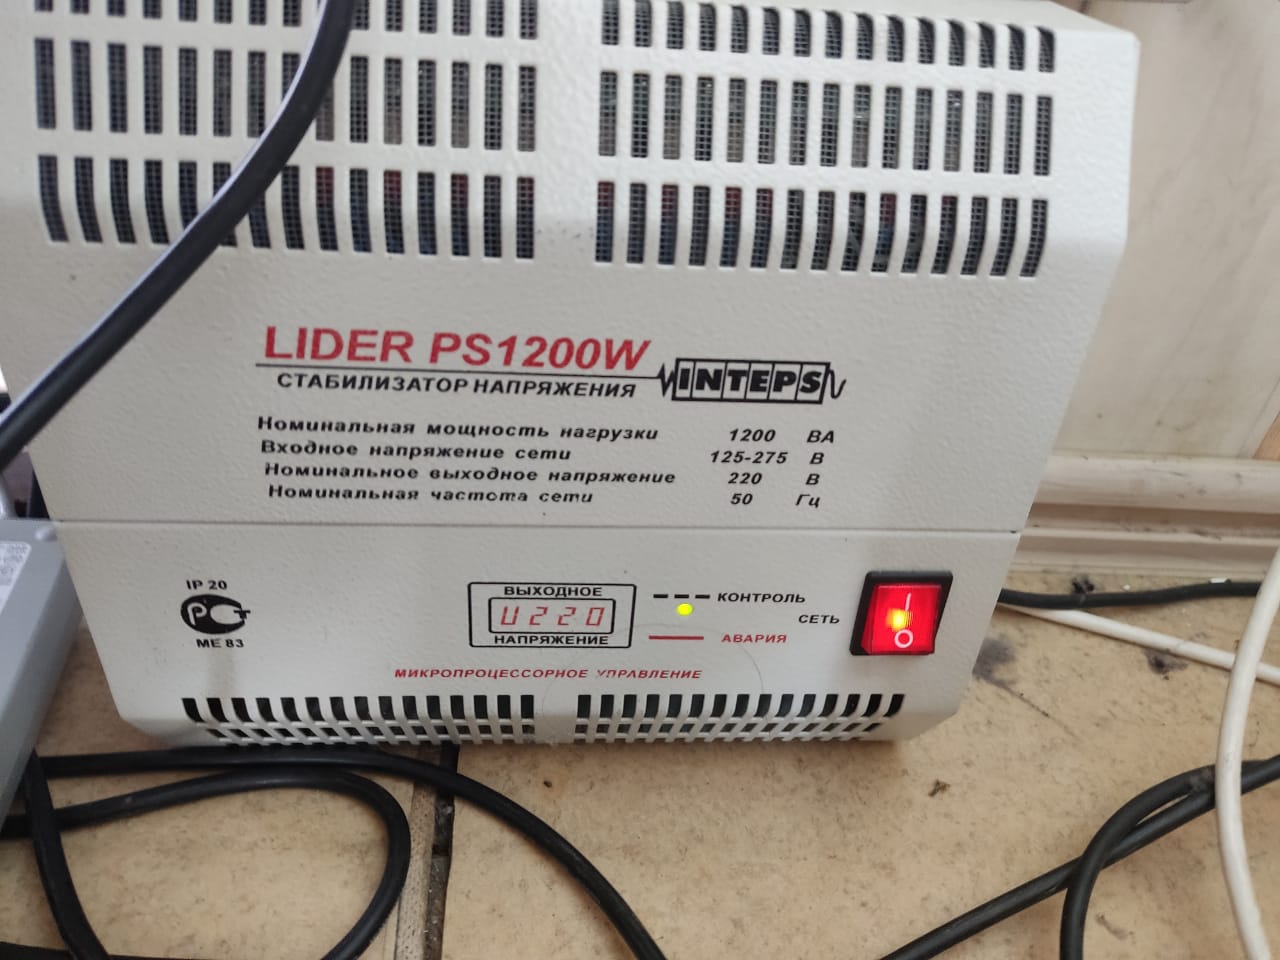 LIDER PS1200W
СТАБИЛИЗАТОР НАПРЯЖЕНИЯ
INTEPS
Номинальная мощность нагрузки 1200 ВА
Входное напряжение сети 125-275 В
Номинальное выходное напряжение 220 В
Номинальная частота сети 50 Гц
IP 20
РСТ
МЕ 83
ВЫХОДНОЕ
U220
НАПРЯЖЕНИЕ
КОНТРОЛЬ
СЕТЬ
АВАРИЯ
I
O
МИКРОПРОЦЕССОРНОЕ УПРАВЛЕНИЕ